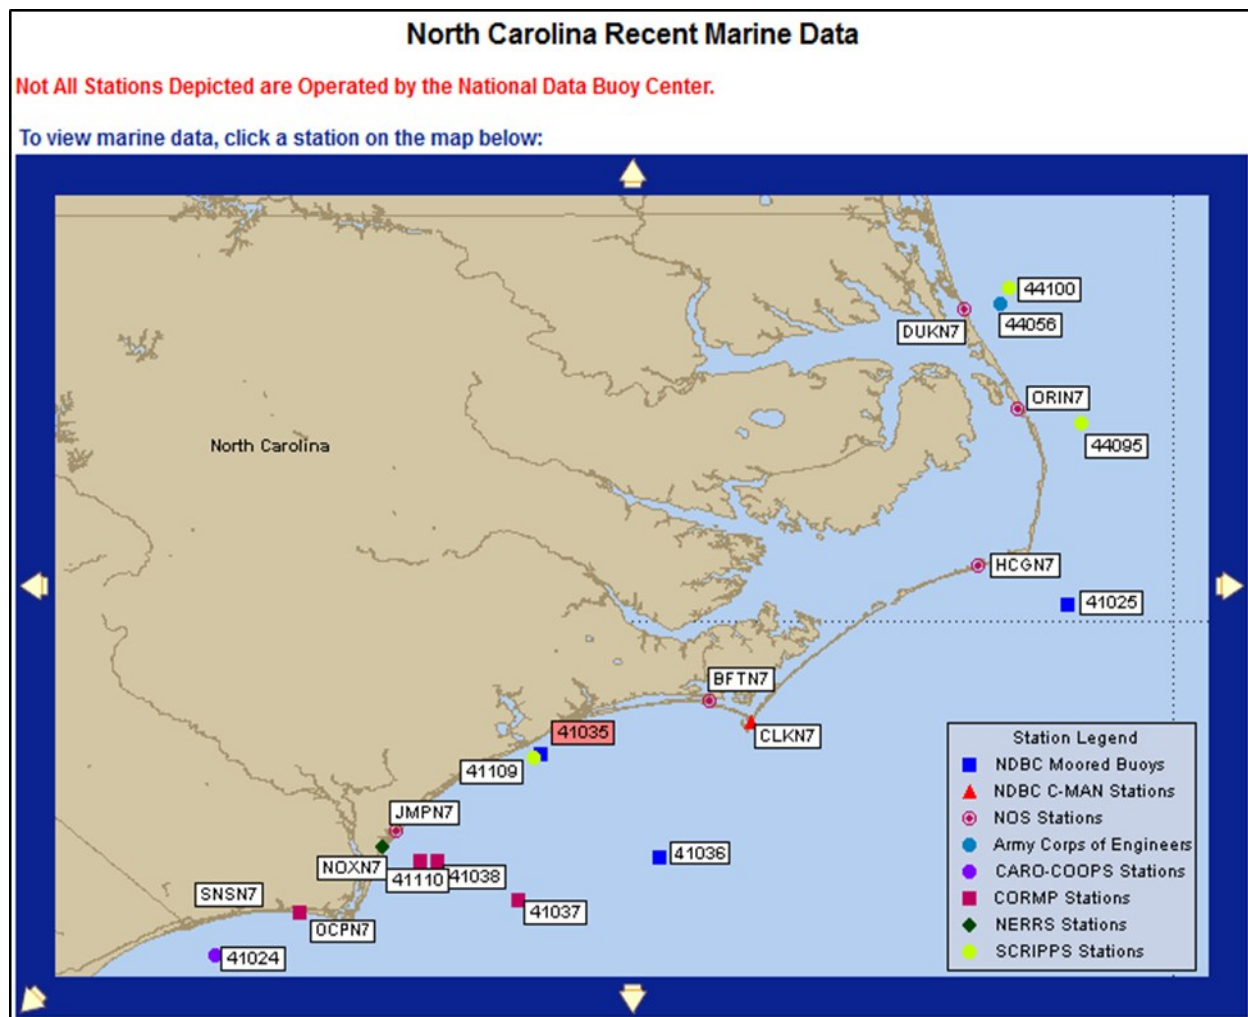 North Carolina Recent Marine Data
Not All Stations Depicted are Operated by the National Data Buoy Center.
To view marine data, click a station on the map below:
44100
44056
DUKN7
ORIN7
44095
North Carolina
HCGN7
41025
BFTN7
41035
CLKN7
41109
JMPN7
NOXN7
41110
41038
41036
41037
SNSN7
OCPN7
41024
Station Legend
NDBC Moored Buoys
NDBC C-MAN Stations
NOS Stations
Army Corps of Engineers
CARO-COOPS Stations
CORMP Stations
NERRS Stations
SCRIPPS Stations